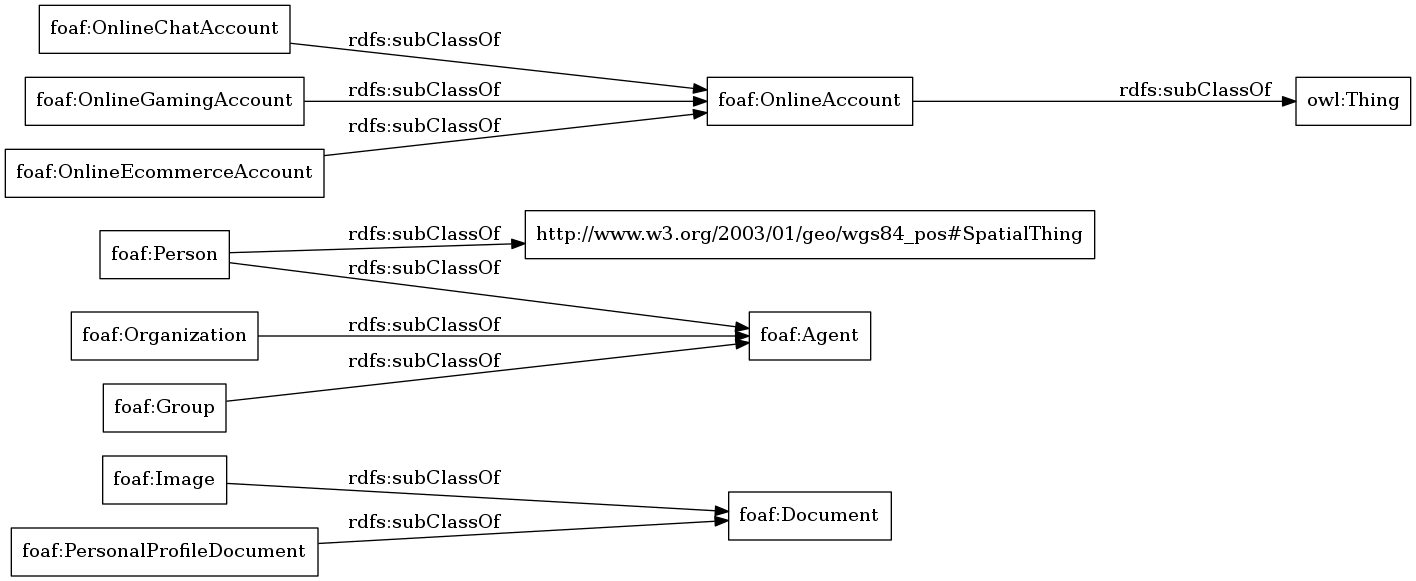 foaf:OnlineChatAccount
rdfs:subClassOf
foaf:OnlineGamingAccount
rdfs:subClassOf
foaf:OnlineAccount
rdfs:subClassOf
owl:Thing
rdfs:subClassOf
foaf:OnlineEcommerceAccount
foaf:Person
rdfs:subClassOf
http://www.w3.org/2003/01/geo/wgs84_pos#SpatialThing
rdfs:subClassOf
foaf:Organization
rdfs:subClassOf
foaf:Agent
rdfs:subClassOf
foaf:Group
foaf:Image
rdfs:subClassOf
foaf:Document
rdfs:subClassOf
foaf:PersonalProfileDocument